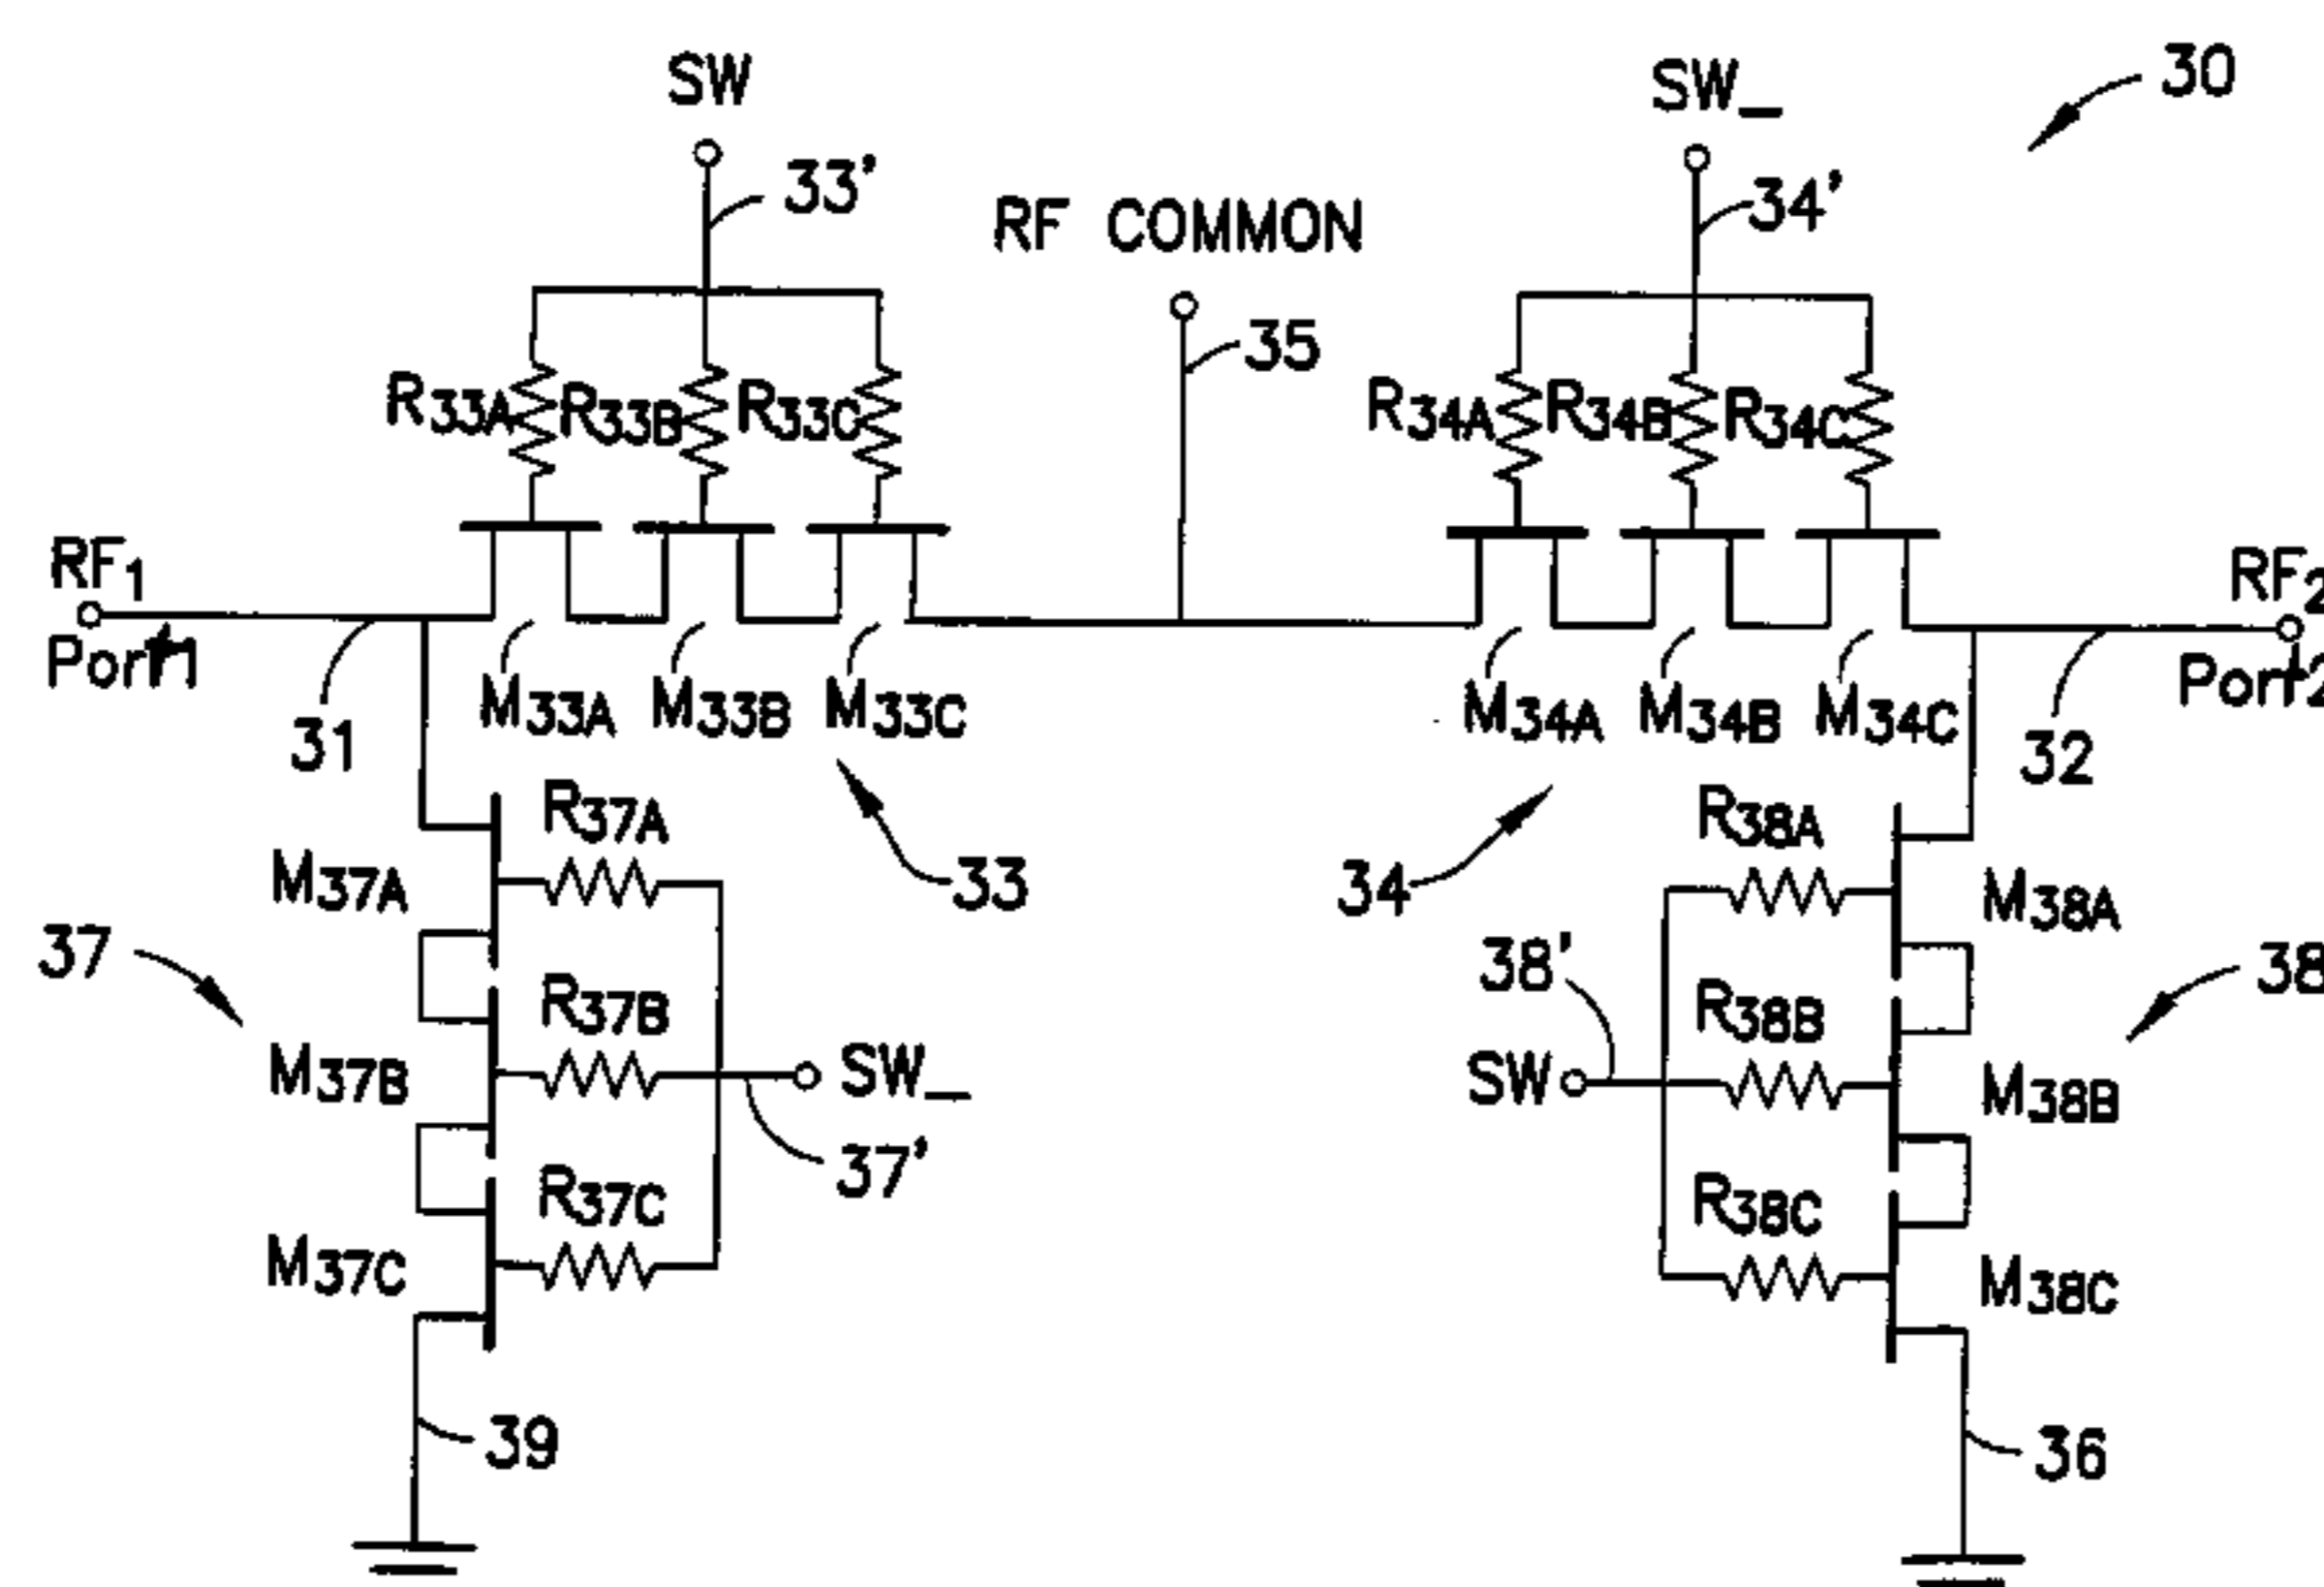 SW
SW_
30
33'
34'
RF COMMON
35
R33A
R33B
R33C
R34A
R34B
R34C
RF1
Port1
RF2
Port2
31
M33A
M33B
M33C
M34A
M34B
M34C
32
R37A
R38A
M37A
33
34
M38A
37
38'
38
R37B
R38B
M37B
SW_
SW
M38B
37'
R37C
R38C
M37C
M38C
39
36